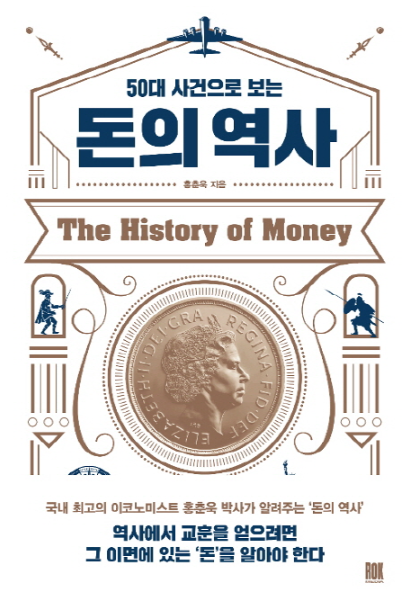 50대 사건으로 보는
돈의 역사
홍춘욱 지음
The History of Money
ELIZABETH·II·DEI·GRA REGINA·FID·DEF
국내 최고의 이코노미스트 홍춘욱 박사가 알려주는 '돈의 역사'
역사에서 교훈을 얻으려면
그 이면에 있는 '돈'을 알아야 한다
ROK